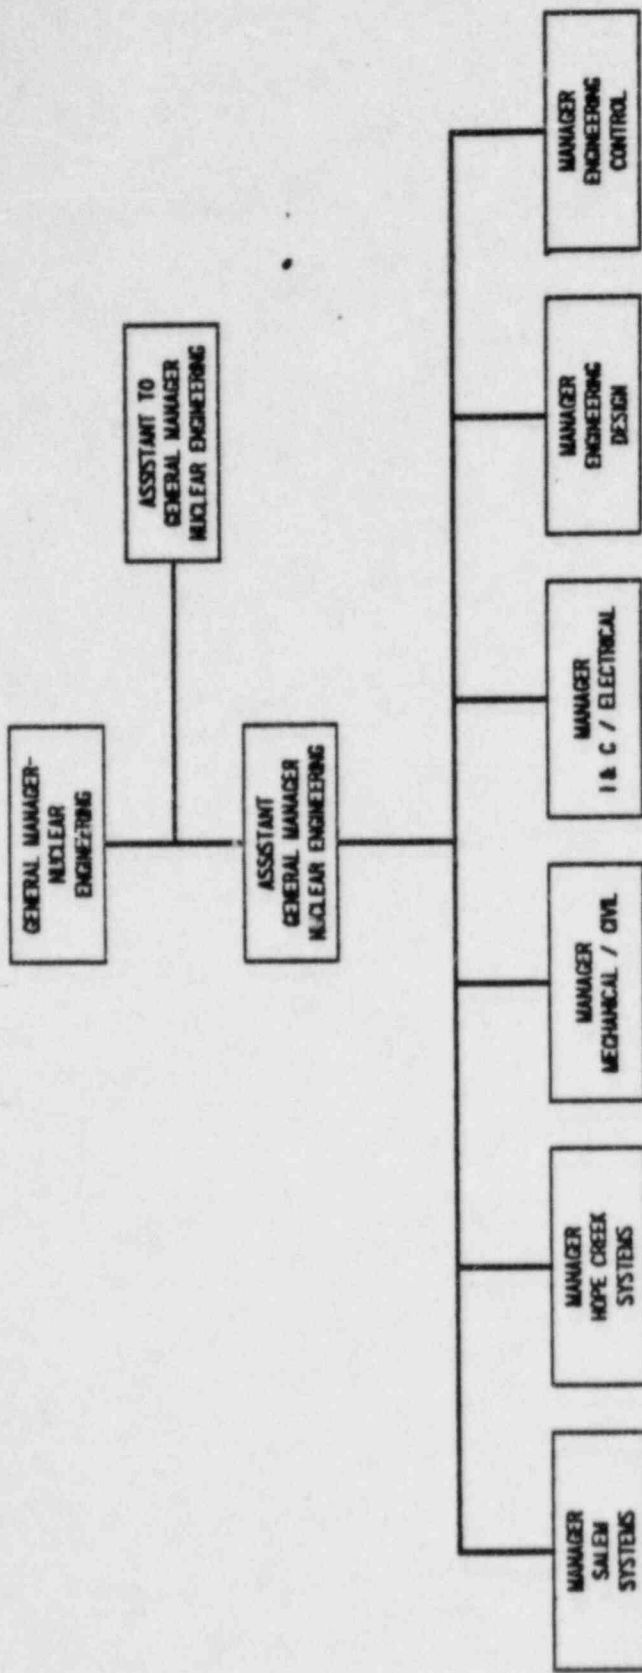 GENERAL MANAGER-
NUCLEAR
ENGINEERING
ASSISTANT TO
GENERAL MANAGER
NUCLEAR ENGINEERING
ASSISTANT
GENERAL MANAGER
NUCLEAR ENGINEERING
MANAGER
SALEM
SYSTEMS
MANAGER
HOPE CREEK
SYSTEMS
MANAGER
MECHANICAL / CIVIL
MANAGER
I & C / ELECTRICAL
MANAGER
ENGINEERING
DESIGN
MANAGER
ENGINEERING
CONTROL